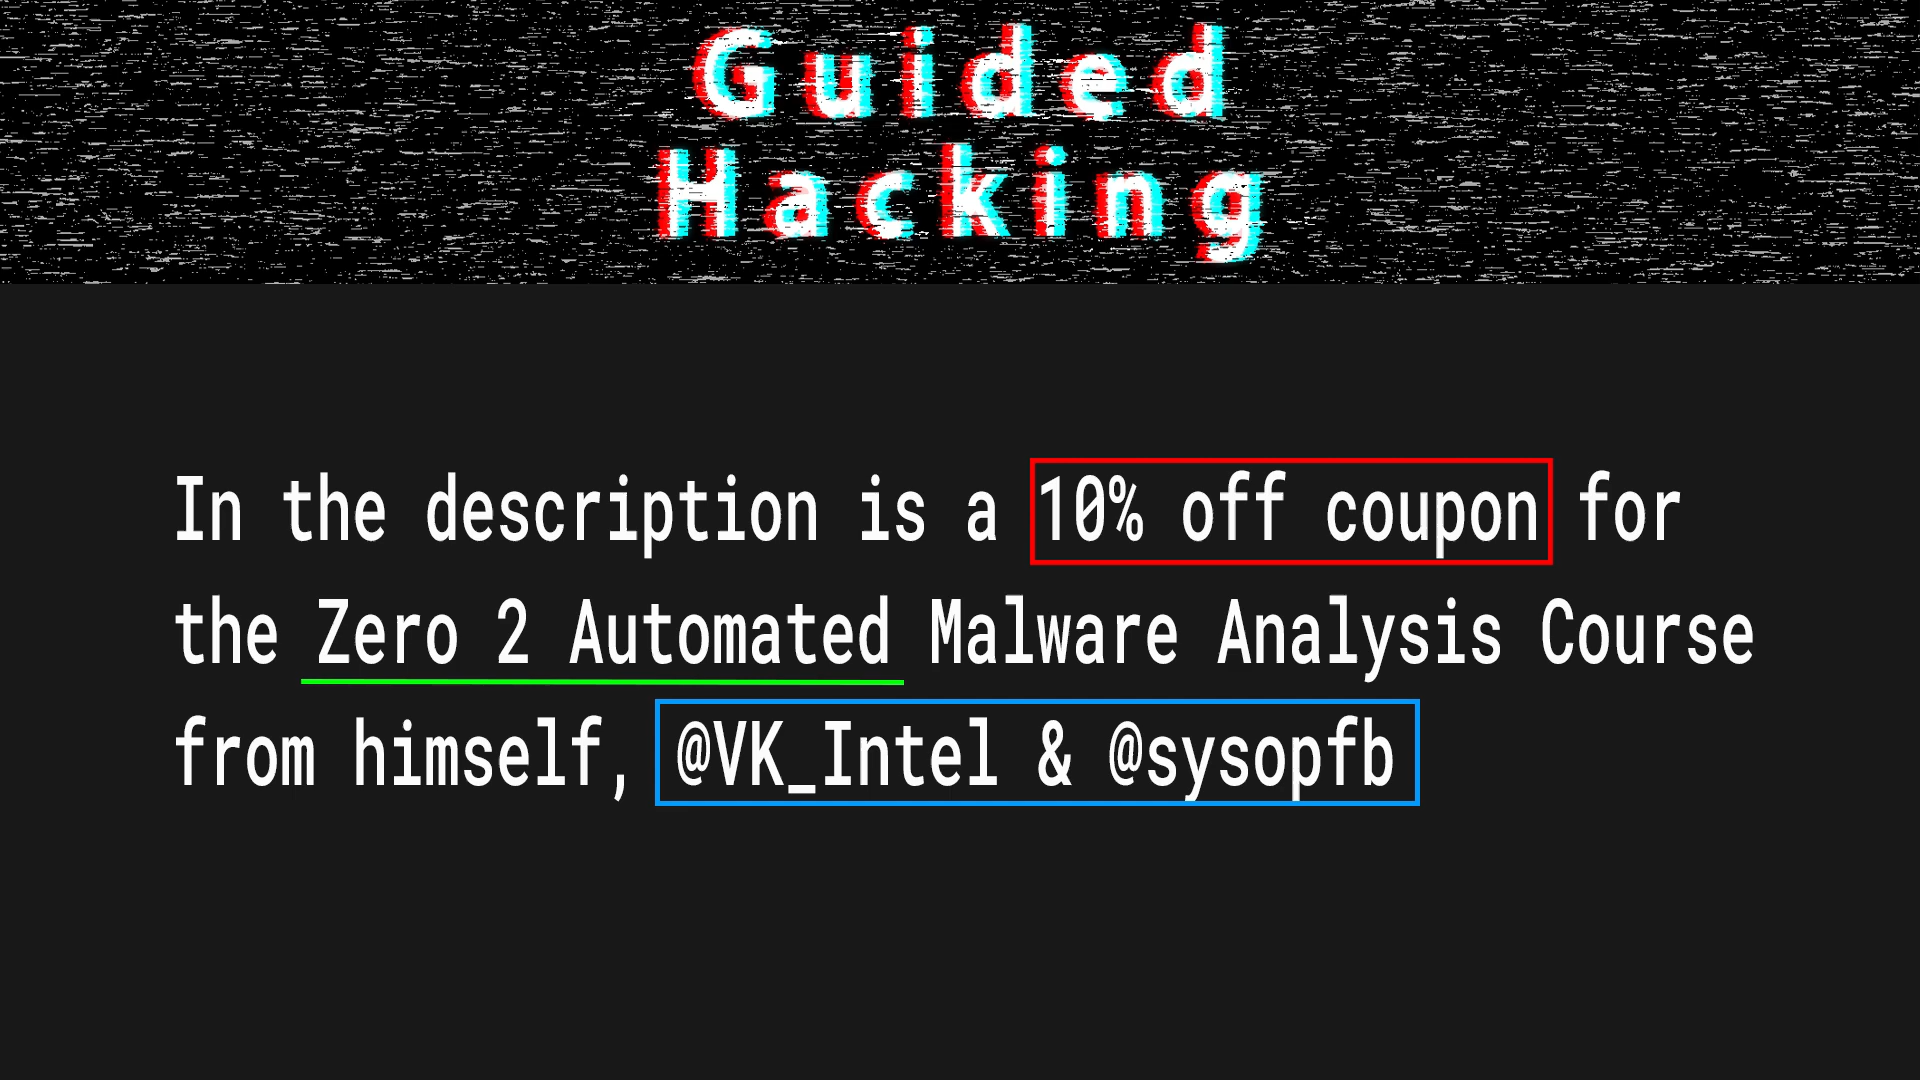 Guided
Hacking
In the description is a 10% off coupon for
the Zero 2 Automated Malware Analysis Course
from himself, @VK_Intel & @sysopfb